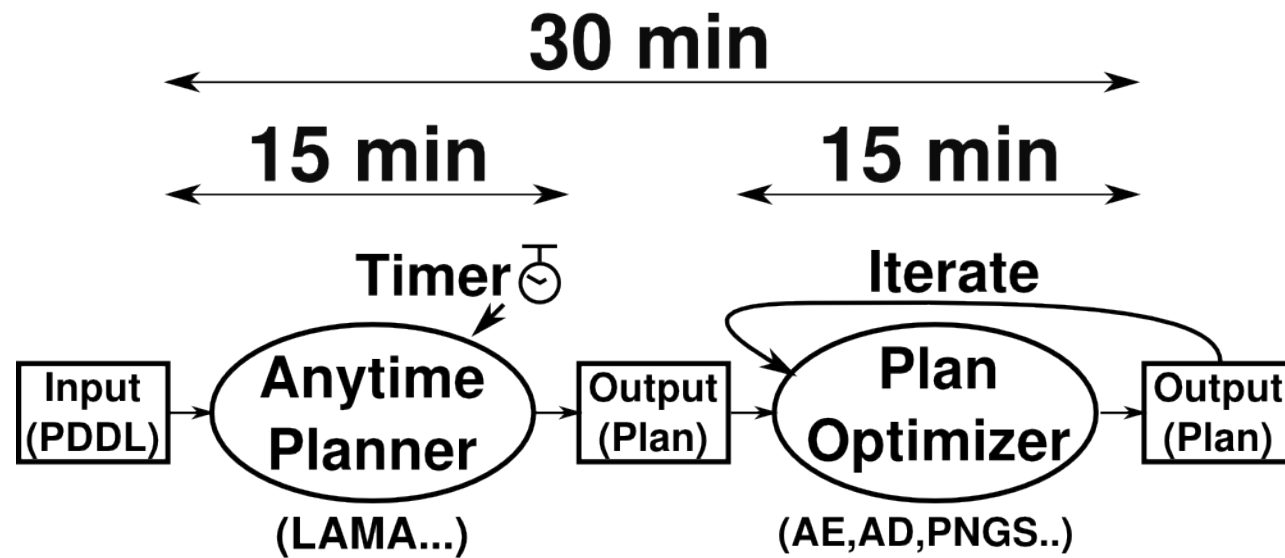 30 min
15 min
15 min
Timer
Iterate
Input
(PDDL)
Anytime
Planner
Output
(Plan)
Plan
Optimizer
Output
(Plan)
(LAMA...)
(AE,AD,PNGS..)